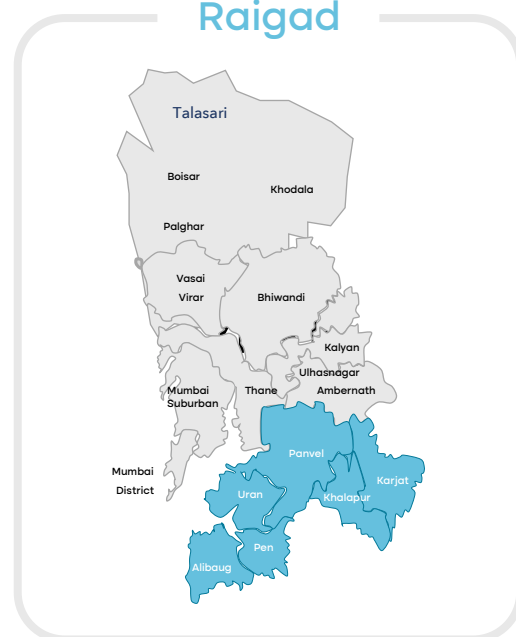 Raigad
Talasari
Boisar
Khodala
Palghar
Vasai
Virar
Bhiwandi
Kalyan
Ulhasnagar
Mumbai
Suburban
Thane
Ambernath
Panvel
Mumbai
District
Uran
Khalapur
Karjat
Pen
Alibaug